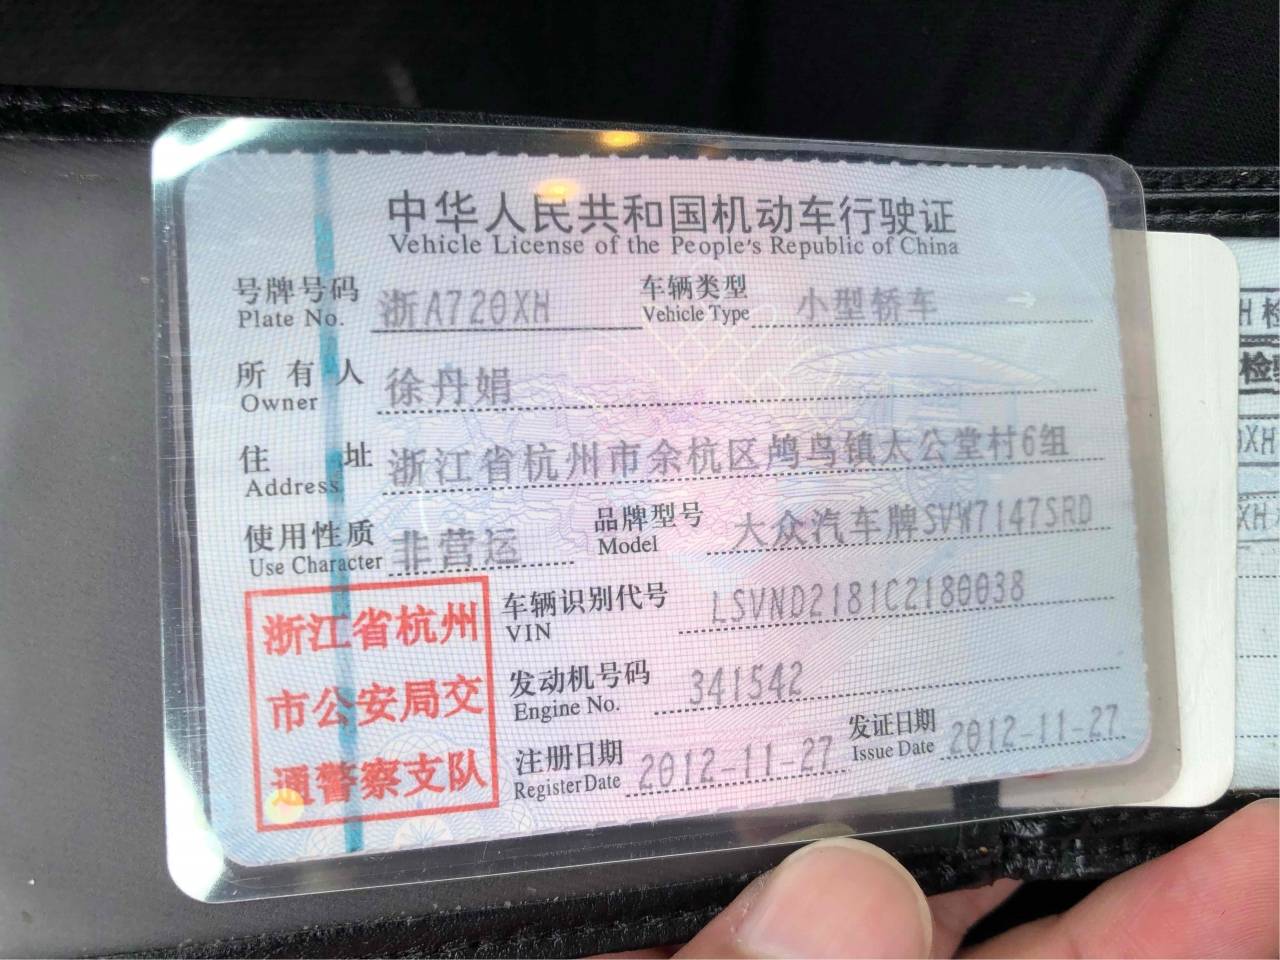 中华人民共和国机动车行驶证
Vehicle License of the People's Republic of China
号牌号码 浙A720XH 车辆类型 小型轿车
Plate No. Vehicle Type
所有人 徐丹娟
Owner
住址 浙江省杭州市余杭区鸬鸟镇太公堂村6组
Address
使用性质 非营运 品牌型号 大众汽车牌SVW7147SRD
Use Character Model
浙江省杭州
市公安局交
通警察支队
车辆识别代号 LSVND2181C2180038
VIN
发动机号码 341542
Engine No.
注册日期 2012-11-27 发证日期 2012-11-27
Register Date Issue Date
H 检
检
XH
XH